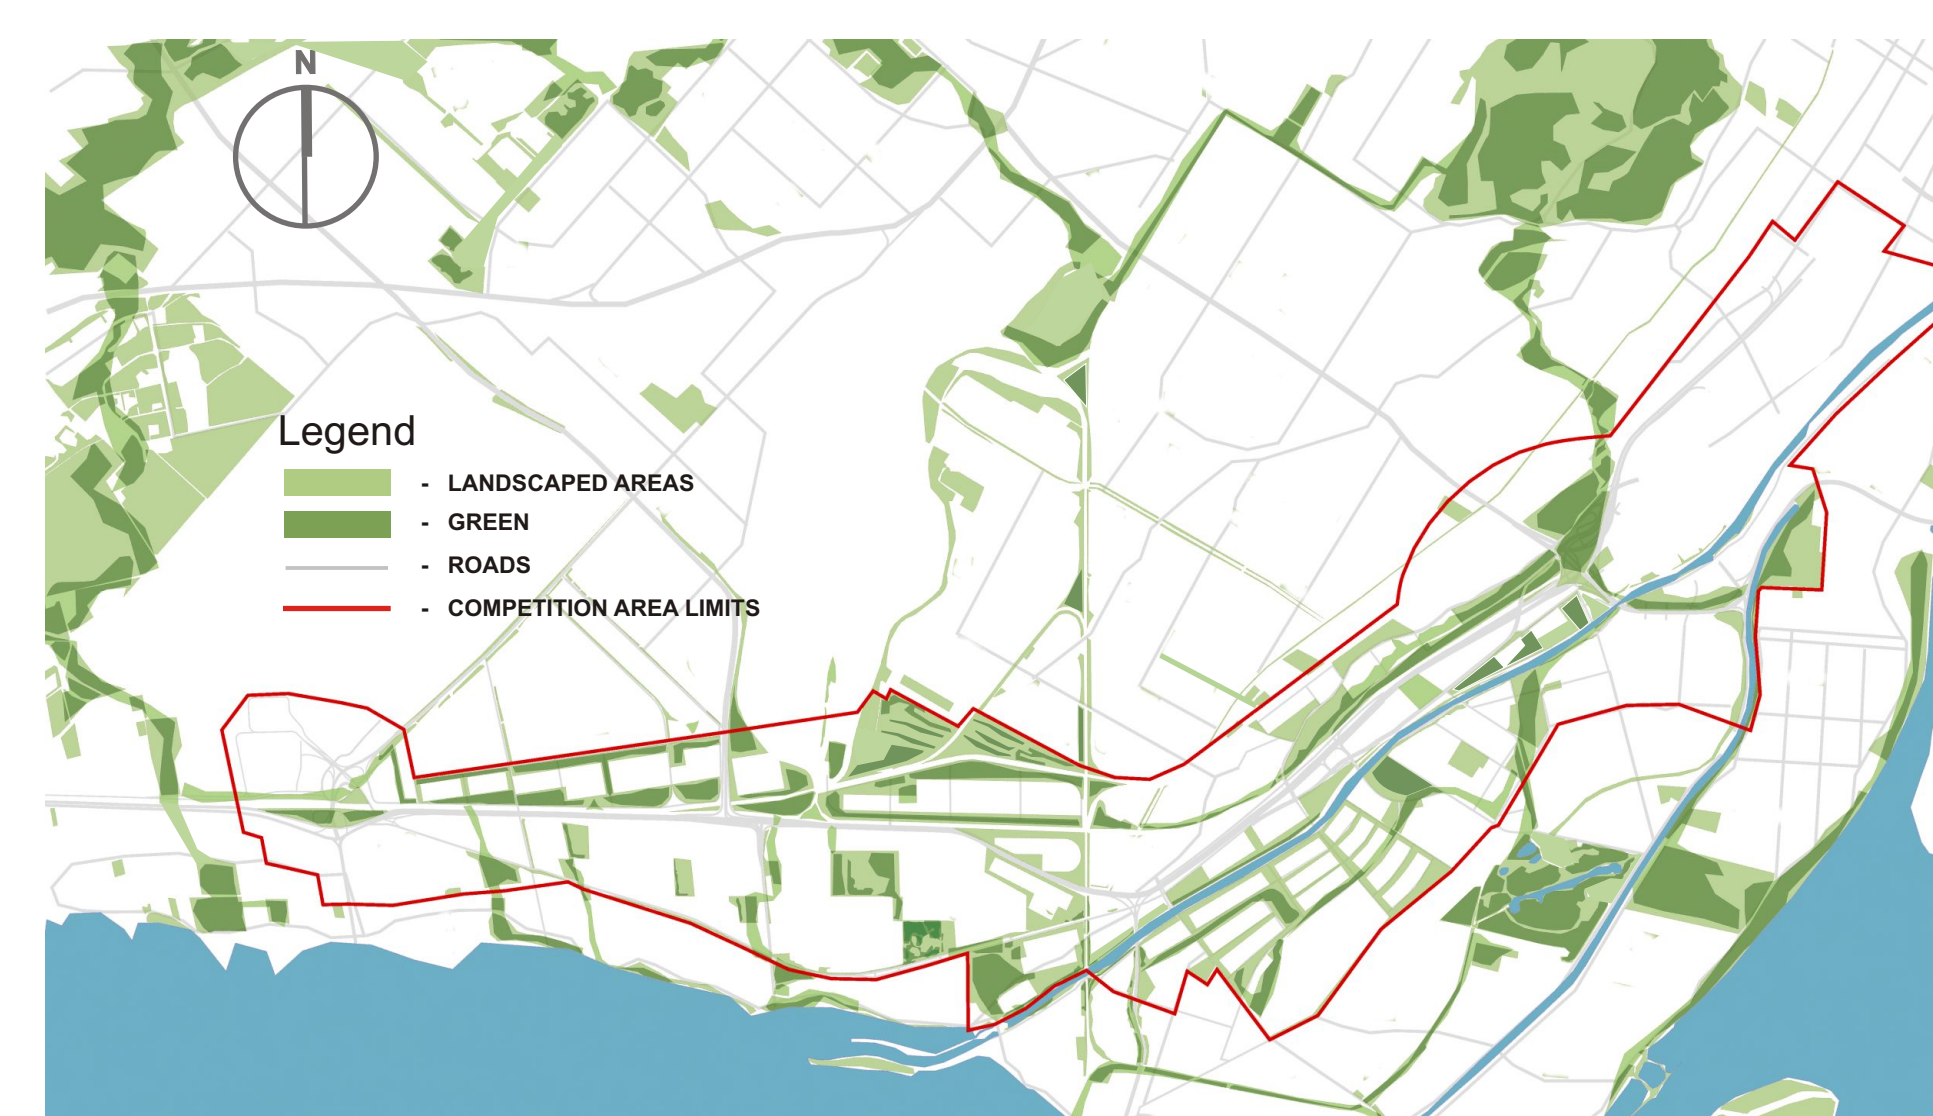 N
Legend
- LANDSCAPED AREAS
- GREEN
- ROADS
- COMPETITION AREA LIMITS